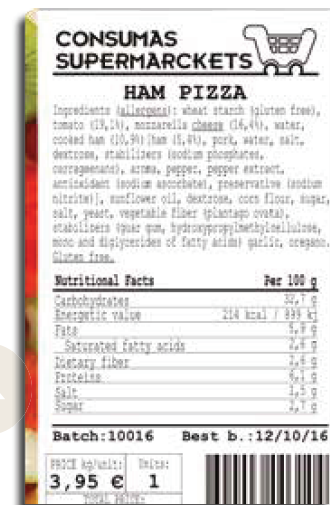 CONSUMAS
SUPERMARCKETS
HAM PIZZA
Ingredients (allergens): wheat starch (gluten free),
tomato (19,1%), mozzarella cheese (16,4%), water,
cooked ham (10,9%)[ham (5,4%), pork, water, salt,
dextrose, stabilizers (sodium phosphates,
carrageenans), aroma, pepper, pepper extract,
antioxidant (sodium ascorbate), preservative (sodium
nitrite)], sunflower oil, dextrose, corn flour, sugar,
salt, yeast, vegetable fiber (plantago ovata),
stabilizers (guar gum, hydroxypropylmethylcellulose,
mono and diglycerides of fatty acids) garlic, oregano.
Gluten free.
Nutritional Facts Per 100 g
Carbohydrates 32,7 g
Energetic value 214 kcal / 899 kj
Fats 5,9 g
Saturated fatty acids 2,6 g
Dietary fiber 2,6 g
Proteins 6,1 g
Salt 1,5 g
Sugar 2,7 g
Batch:10016 Best b.:12/10/16
PRICE kg/unit: Units:
3,95 € 1
TOTAL PRICE: